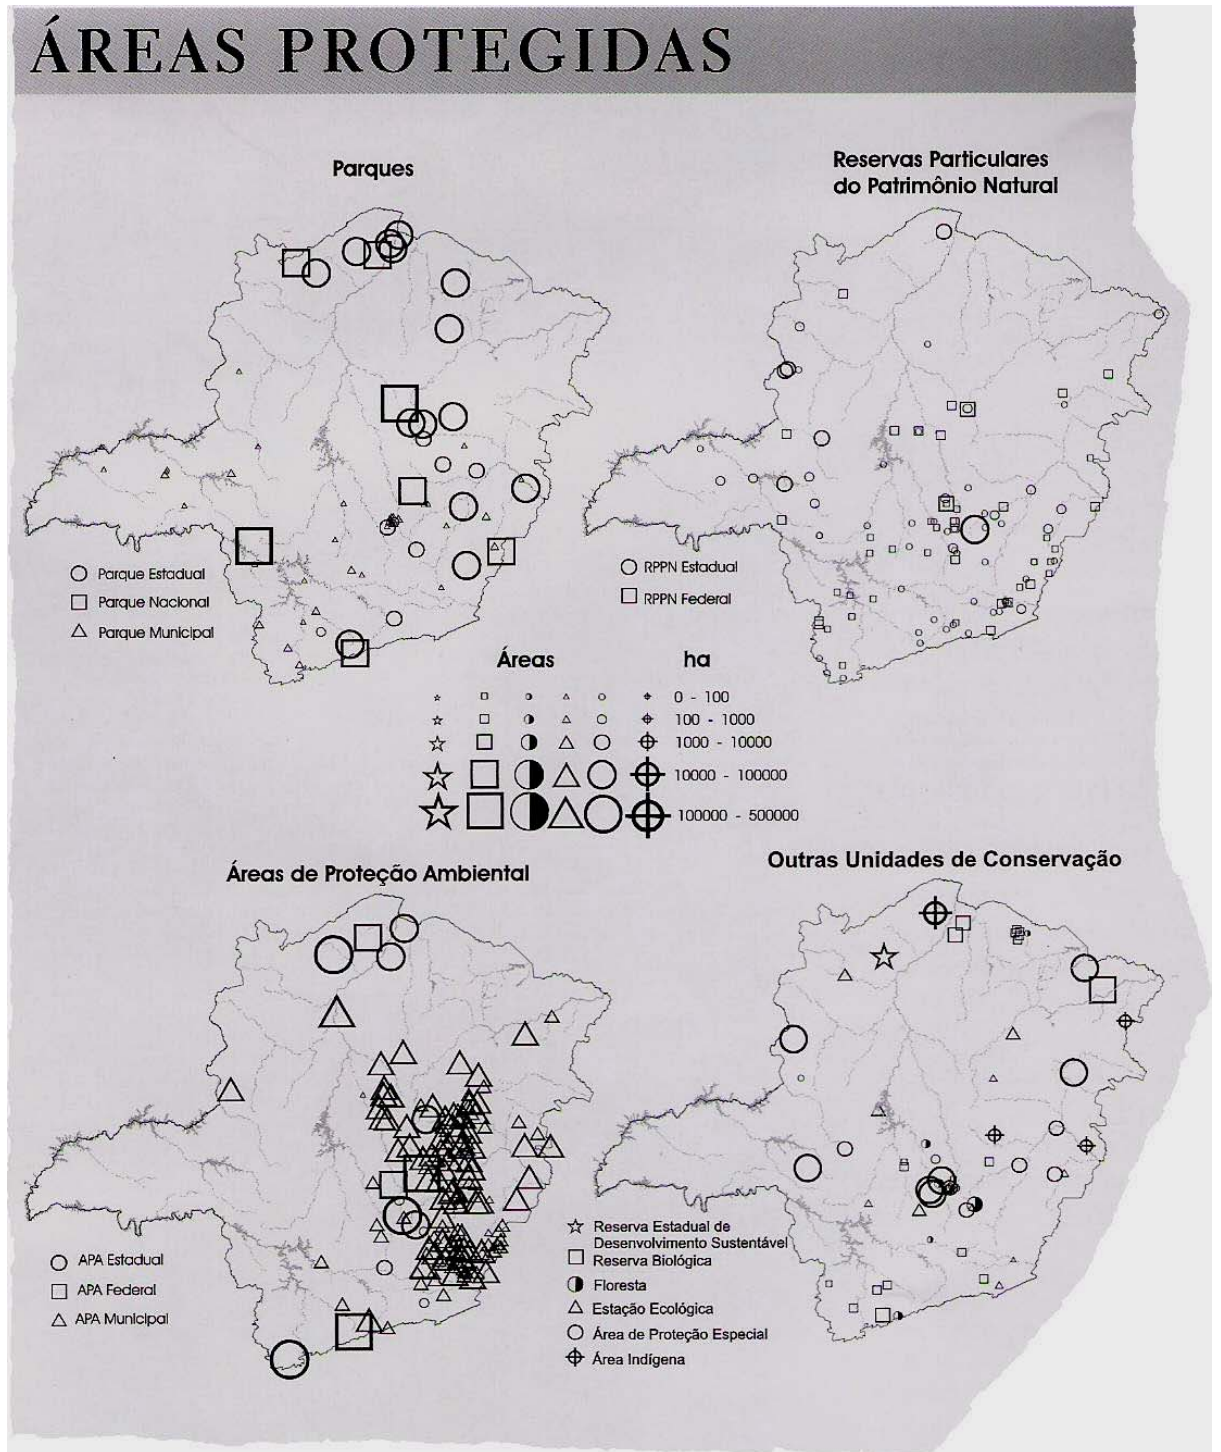 ÁREAS PROTEGIDAS
Parques
Reservas Particulares
do Patrimônio Natural
Parque Estadual
Parque Nacional
Parque Municipal
RPPN Estadual
RPPN Federal
Áreas ha
0 - 100
100 - 1000
1000 - 10000
10000 - 100000
100000 - 500000
Áreas de Proteção Ambiental
Outras Unidades de Conservação
APA Estadual
APA Federal
APA Municipal
Reserva Estadual de
Desenvolvimento Sustentável
Reserva Biológica
Floresta
Estação Ecológica
Área de Proteção Especial
Área Indígena